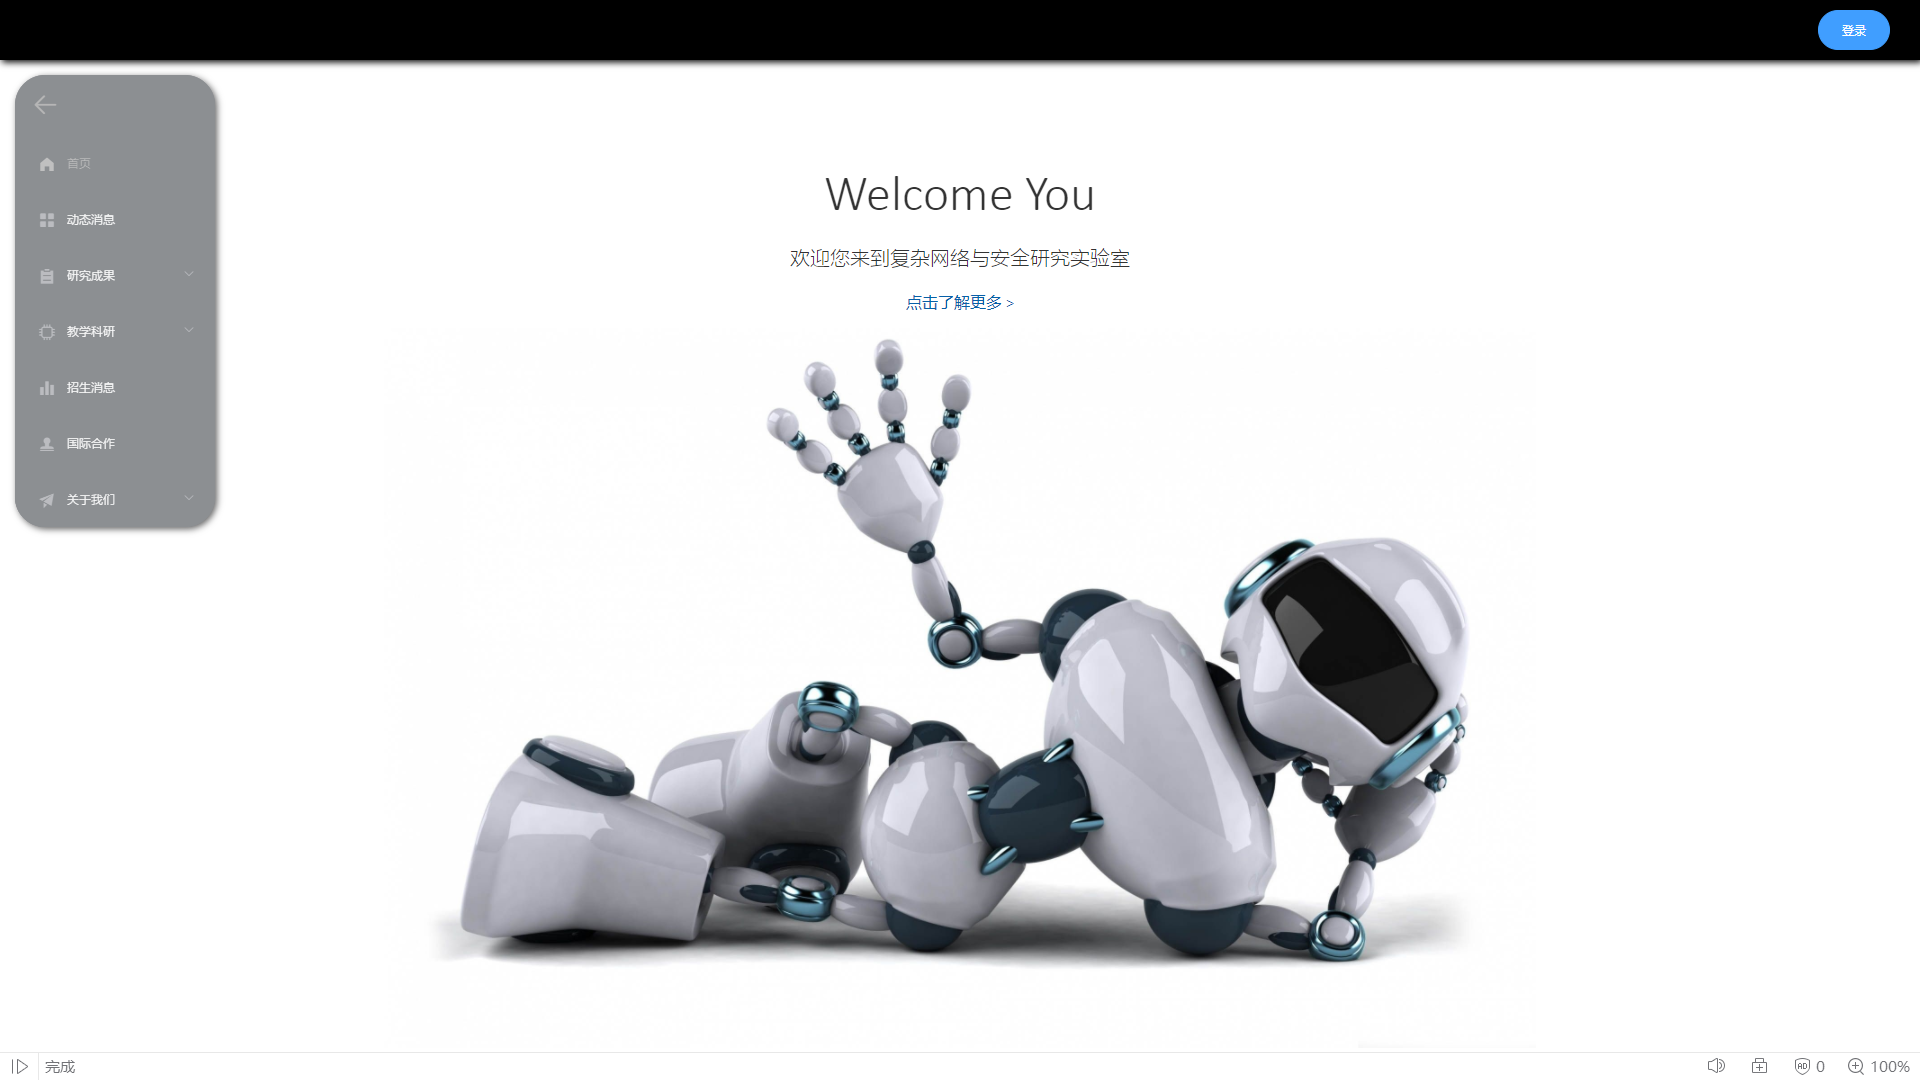 登录
首页
动态消息
研究成果
教学科研
招生消息
国际合作
关于我们
Welcome You
欢迎您来到复杂网络与安全研究实验室
点击了解更多 >
完成
AD 0
100%